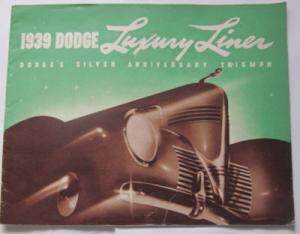 1939 DODGE Luxury Liner
DODGE'S SILVER ANNIVERSARY TRIUMPH